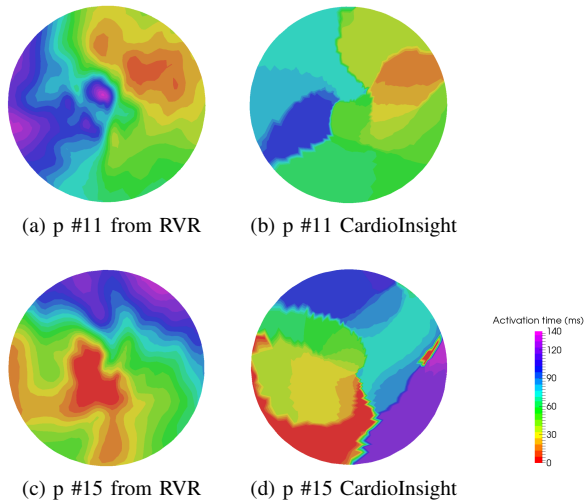 (a) p #11 from RVR
(b) p #11 CardioInsight
(c) p #15 from RVR
(d) p #15 CardioInsight
Activation time (ms)
140
120
90
60
30
0